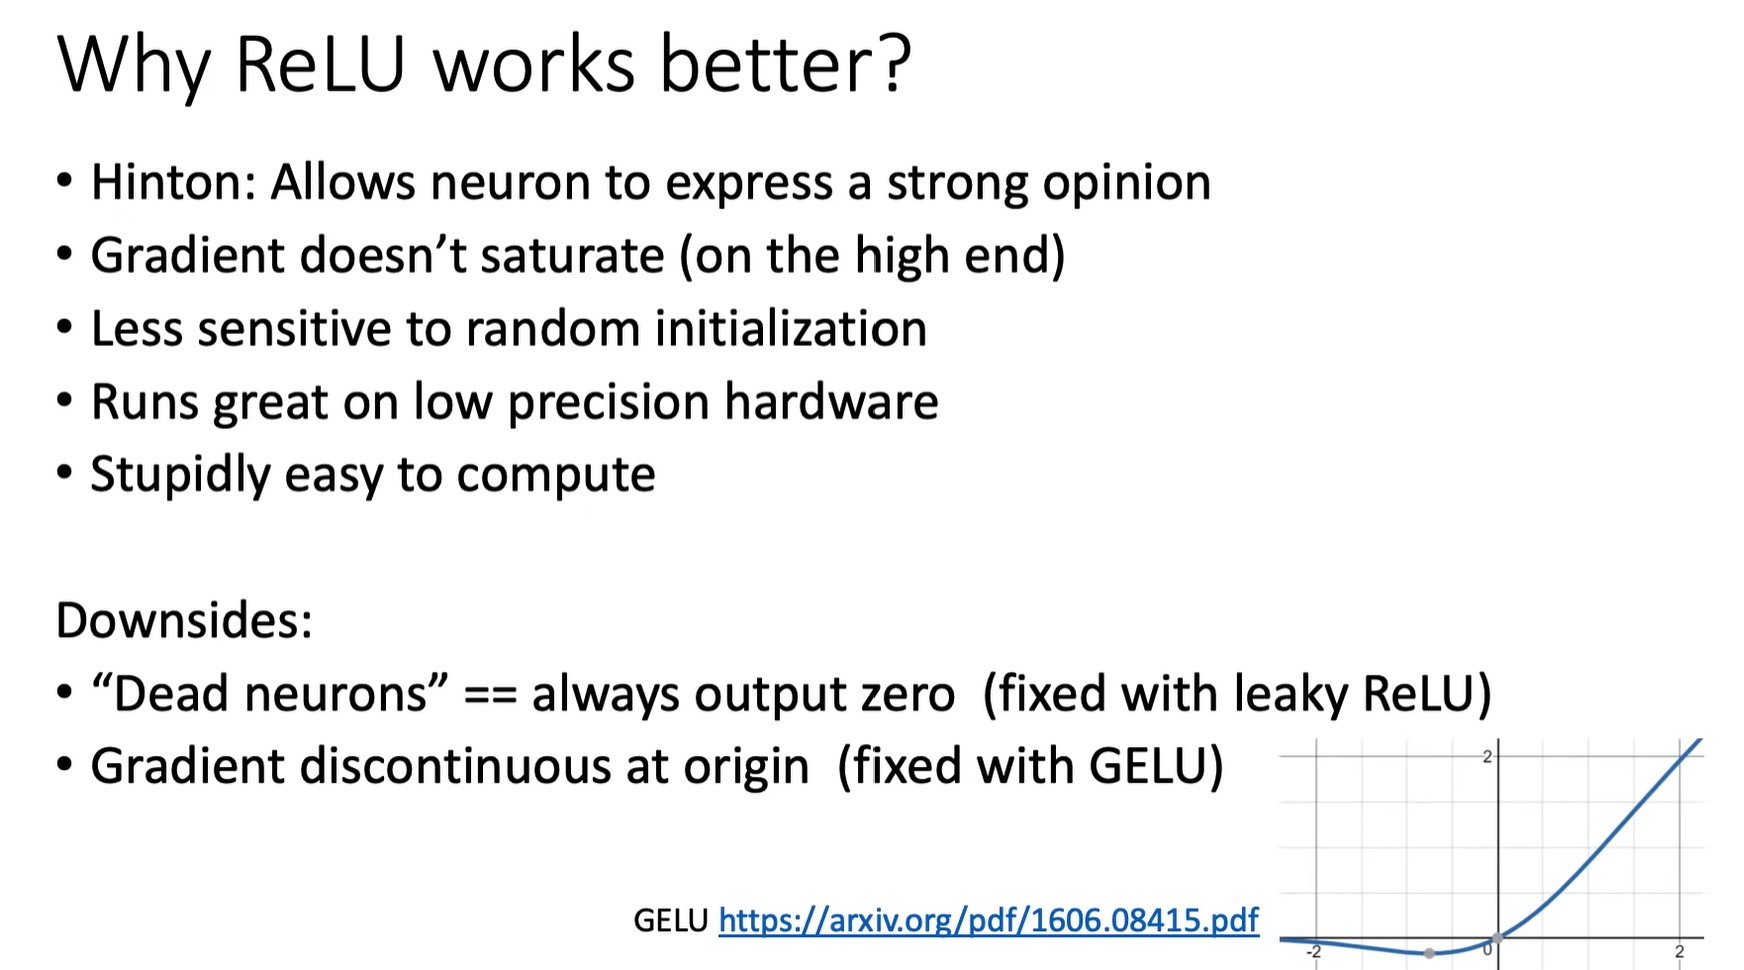 Why ReLU works better?
• Hinton: Allows neuron to express a strong opinion
• Gradient doesn’t saturate (on the high end)
• Less sensitive to random initialization
• Runs great on low precision hardware
• Stupidly easy to compute
Downsides:
• “Dead neurons” == always output zero  (fixed with leaky ReLU)
• Gradient discontinuous at origin  (fixed with GELU)
2
GELU https://arxiv.org/pdf/1606.08415.pdf
-2 0 2